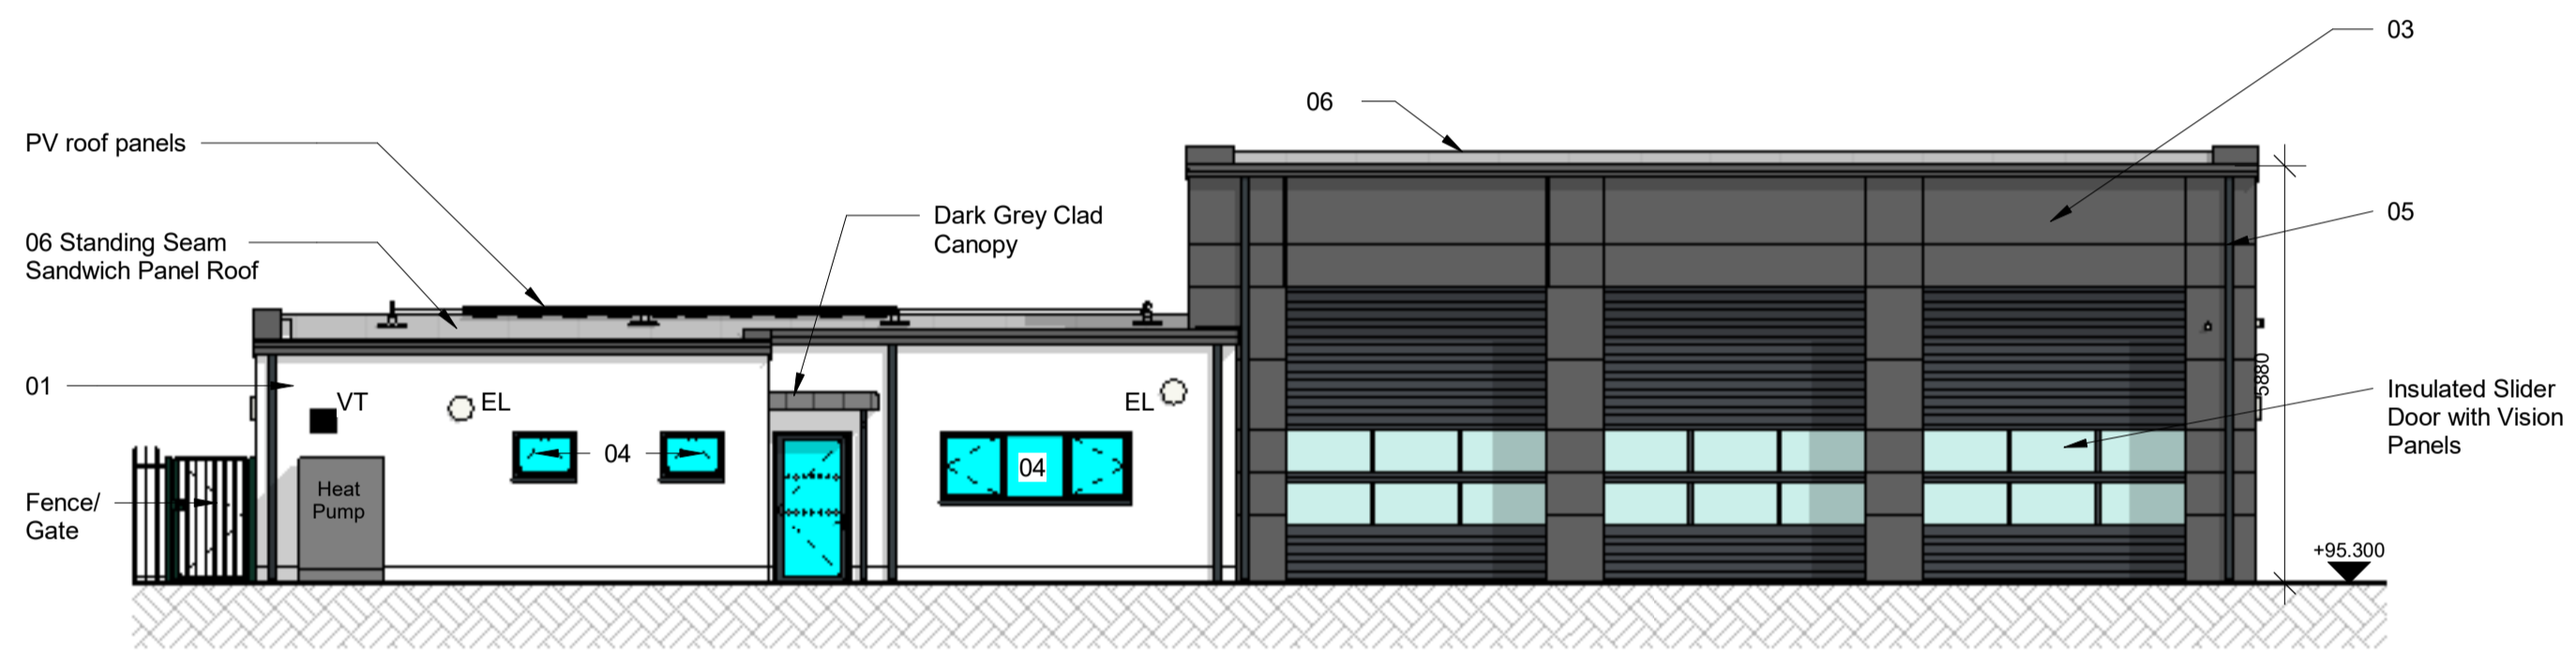 03
06
PV roof panels
05
Dark Grey Clad
Canopy
06 Standing Seam
Sandwich Panel Roof
01
VT
EL
EL
5880
Insulated Slider
Door with Vision
Panels
04
04
Heat
Pump
Fence/
Gate
+95.300